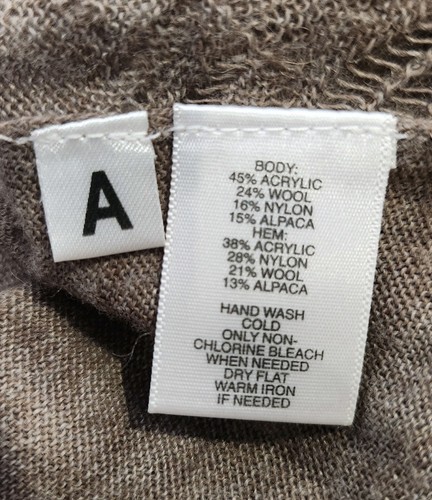 A
BODY:
45% ACRYLIC
24% WOOL
16% NYLON
15% ALPACA
HEM:
38% ACRYLIC
28% NYLON
21% WOOL
13% ALPACA
HAND WASH
COLD
ONLY NON-
CHLORINE BLEACH
WHEN NEEDED
DRY FLAT
WARM IRON
IF NEEDED